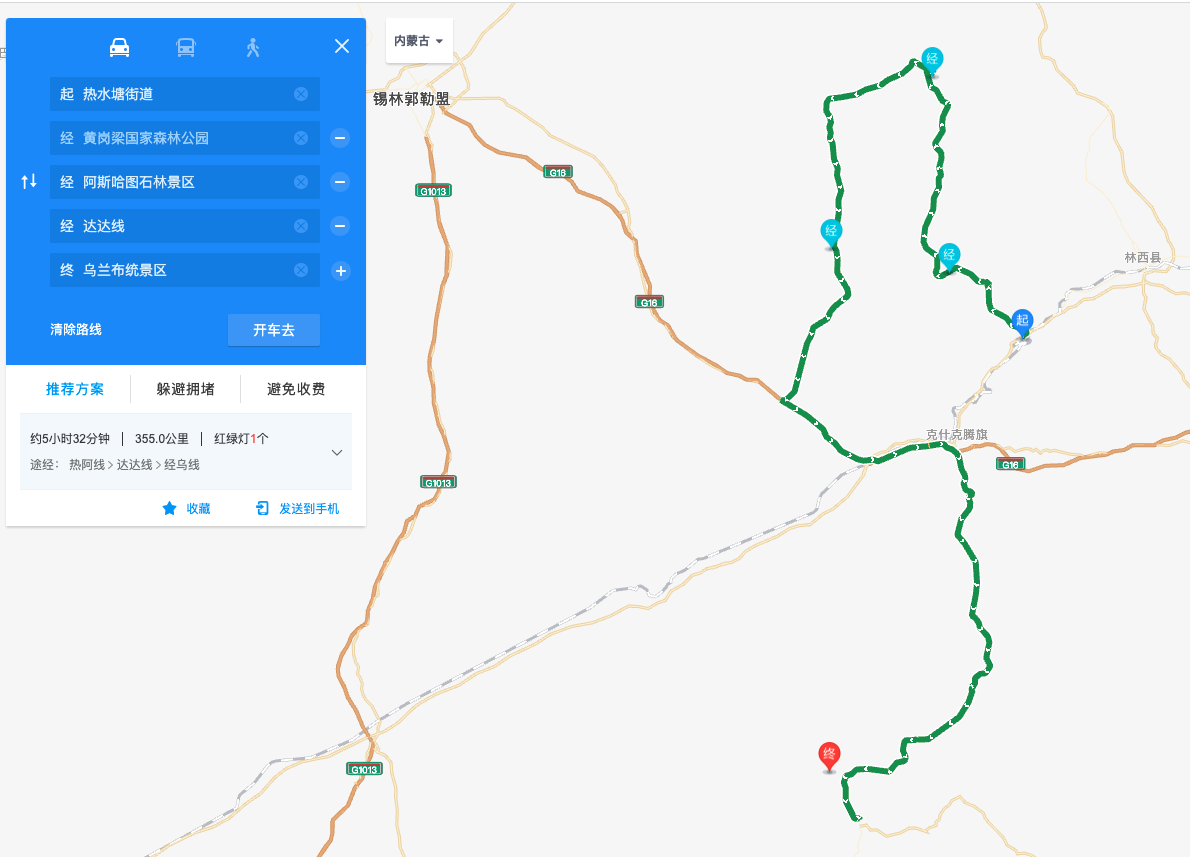 巴
起 热水塘街道
经 黄岗梁国家森林公园
经 阿斯哈图石林景区
经 达达线
终 乌兰布统景区
清除路线
开车去
推荐方案
躲避拥堵
避免收费
约5小时32分钟 | 355.0公里 | 红绿灯1个
途经： 热阿线 > 达达线 > 经乌线
收藏
发送到手机
内蒙古
锡林郭勒盟
G1013
G16
G16
经
经
经
起
林西县
克什克腾旗
G16
G1013
终
G1013